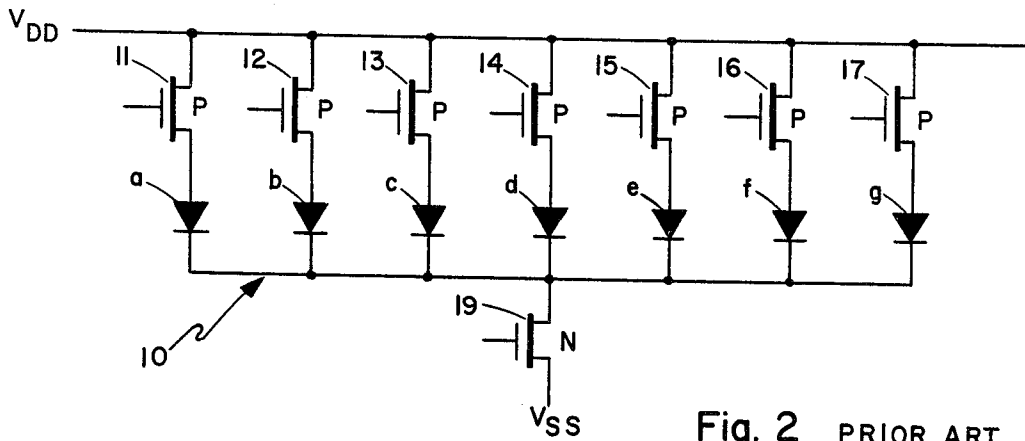 VDD
11 12 13 14 15 16 17
P P P P P P P
a b c d e f g
19
N
10
VSS
Fig. 2 PRIOR ART